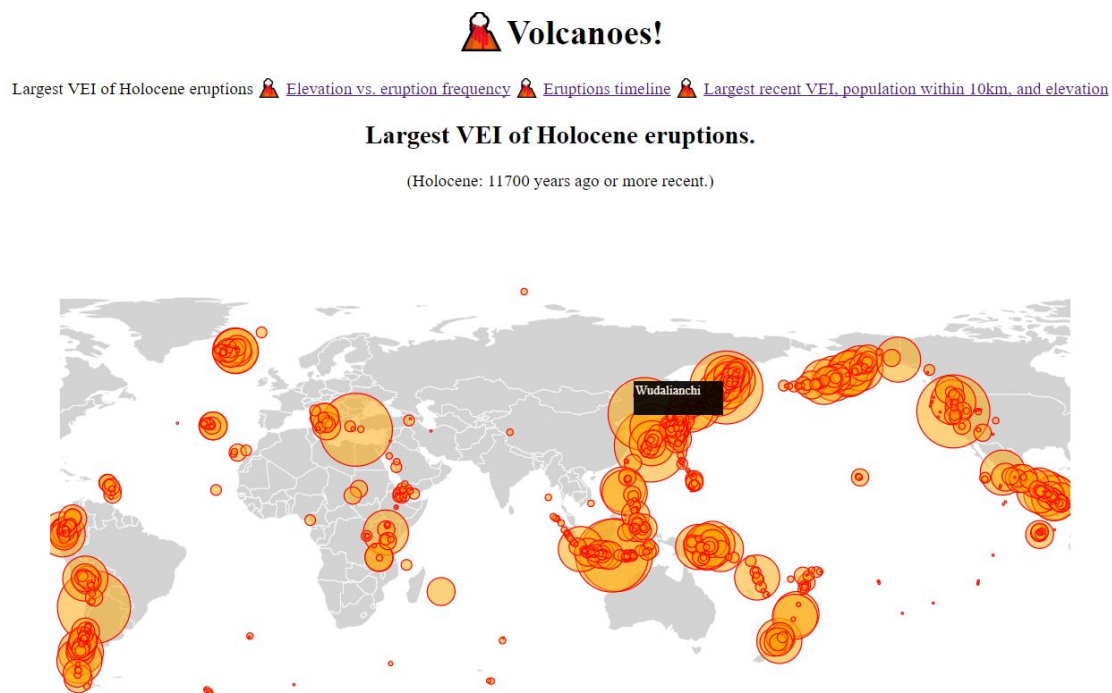 Volcanoes!
Largest VEI of Holocene eruptions Elevation vs. eruption frequency Eruptions timeline Largest recent VEI, population within 10km, and elevation
Largest VEI of Holocene eruptions.
(Holocene: 11700 years ago or more recent.)
Wudalianchi